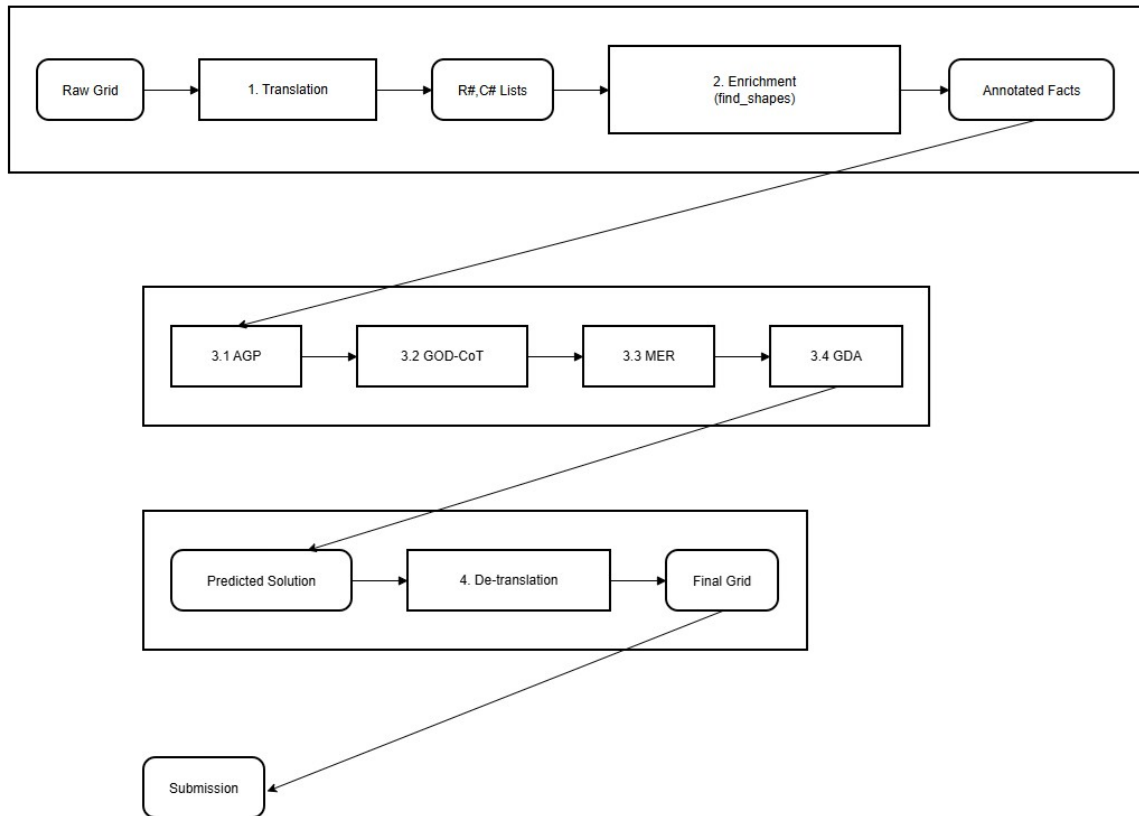 Raw Grid
1. Translation
R#,C# Lists
2. Enrichment
(find_shapes)
Annotated Facts
3.1 AGP
3.2 GOD-CoT
3.3 MER
3.4 GDA
Predicted Solution
4. De-translation
Final Grid
Submission